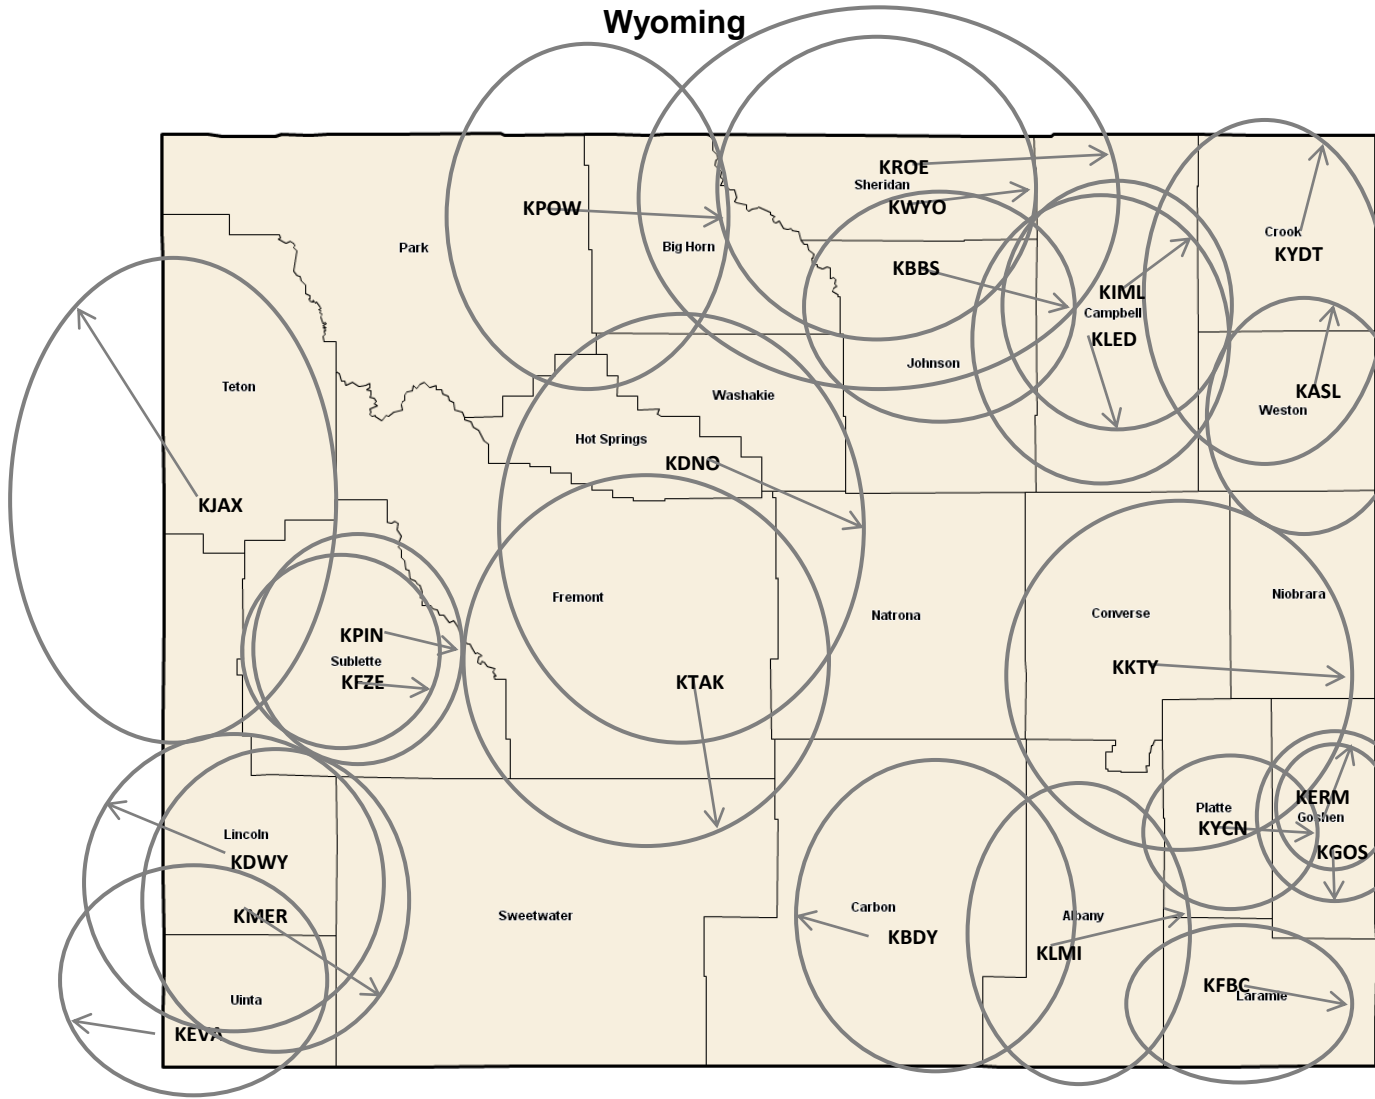 Wyoming
KROE
Sheridan
KPOW
KWYO
Park
Big Horn
Crook
KYDT
KBBS
KIML
Campbell
KLED
Johnson
Teton
Washakie
KASL
Weston
Hot Springs
KDNO
KJAX
Fremont
Natrona
Converse
Niobrara
KPIN
Sublette
KFZE
KTAK
KKTY
KERM
Platte
Goshen
KYCN
KGOS
Lincoln
KDWY
KMER
Sweetwater
Carbon
KBDY
Albany
KLMI
KFBC
Laramie
Uinta
KEVA